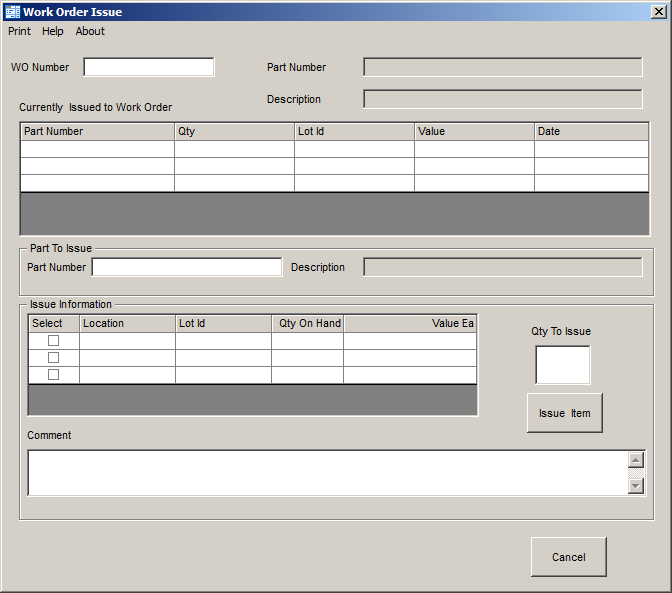 Work Order Issue
Print Help About
WO Number
Part Number
Description
Currently Issued to Work Order
Part Number Qty Lot Id Value Date
Part To Issue
Part Number Description
Issue Information
Select Location Lot Id Qty On Hand Value Ea
Qty To Issue
Issue Item
Comment
Cancel